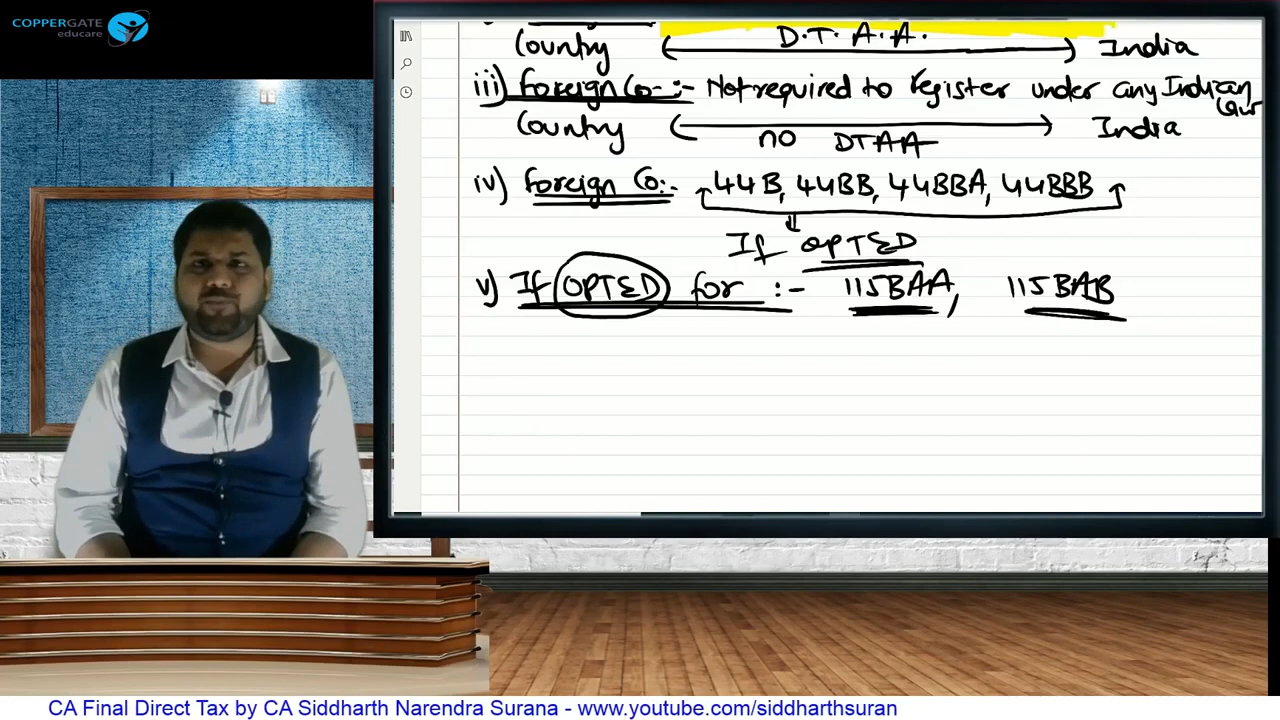 COPPERGATE
educare
D.T.A.A.
Country India
iii) Foreign Co :- Not required to register under any Indian Law
Country India
no DTAA
iv) Foreign Co:- 44B, 44BB, 44BBA, 44BBB
If OPTED
v) If OPTED for :- 115BAA, 115BAB
CA Final Direct Tax by CA Siddharth Narendra Surana - www.youtube.com/siddharthsuran